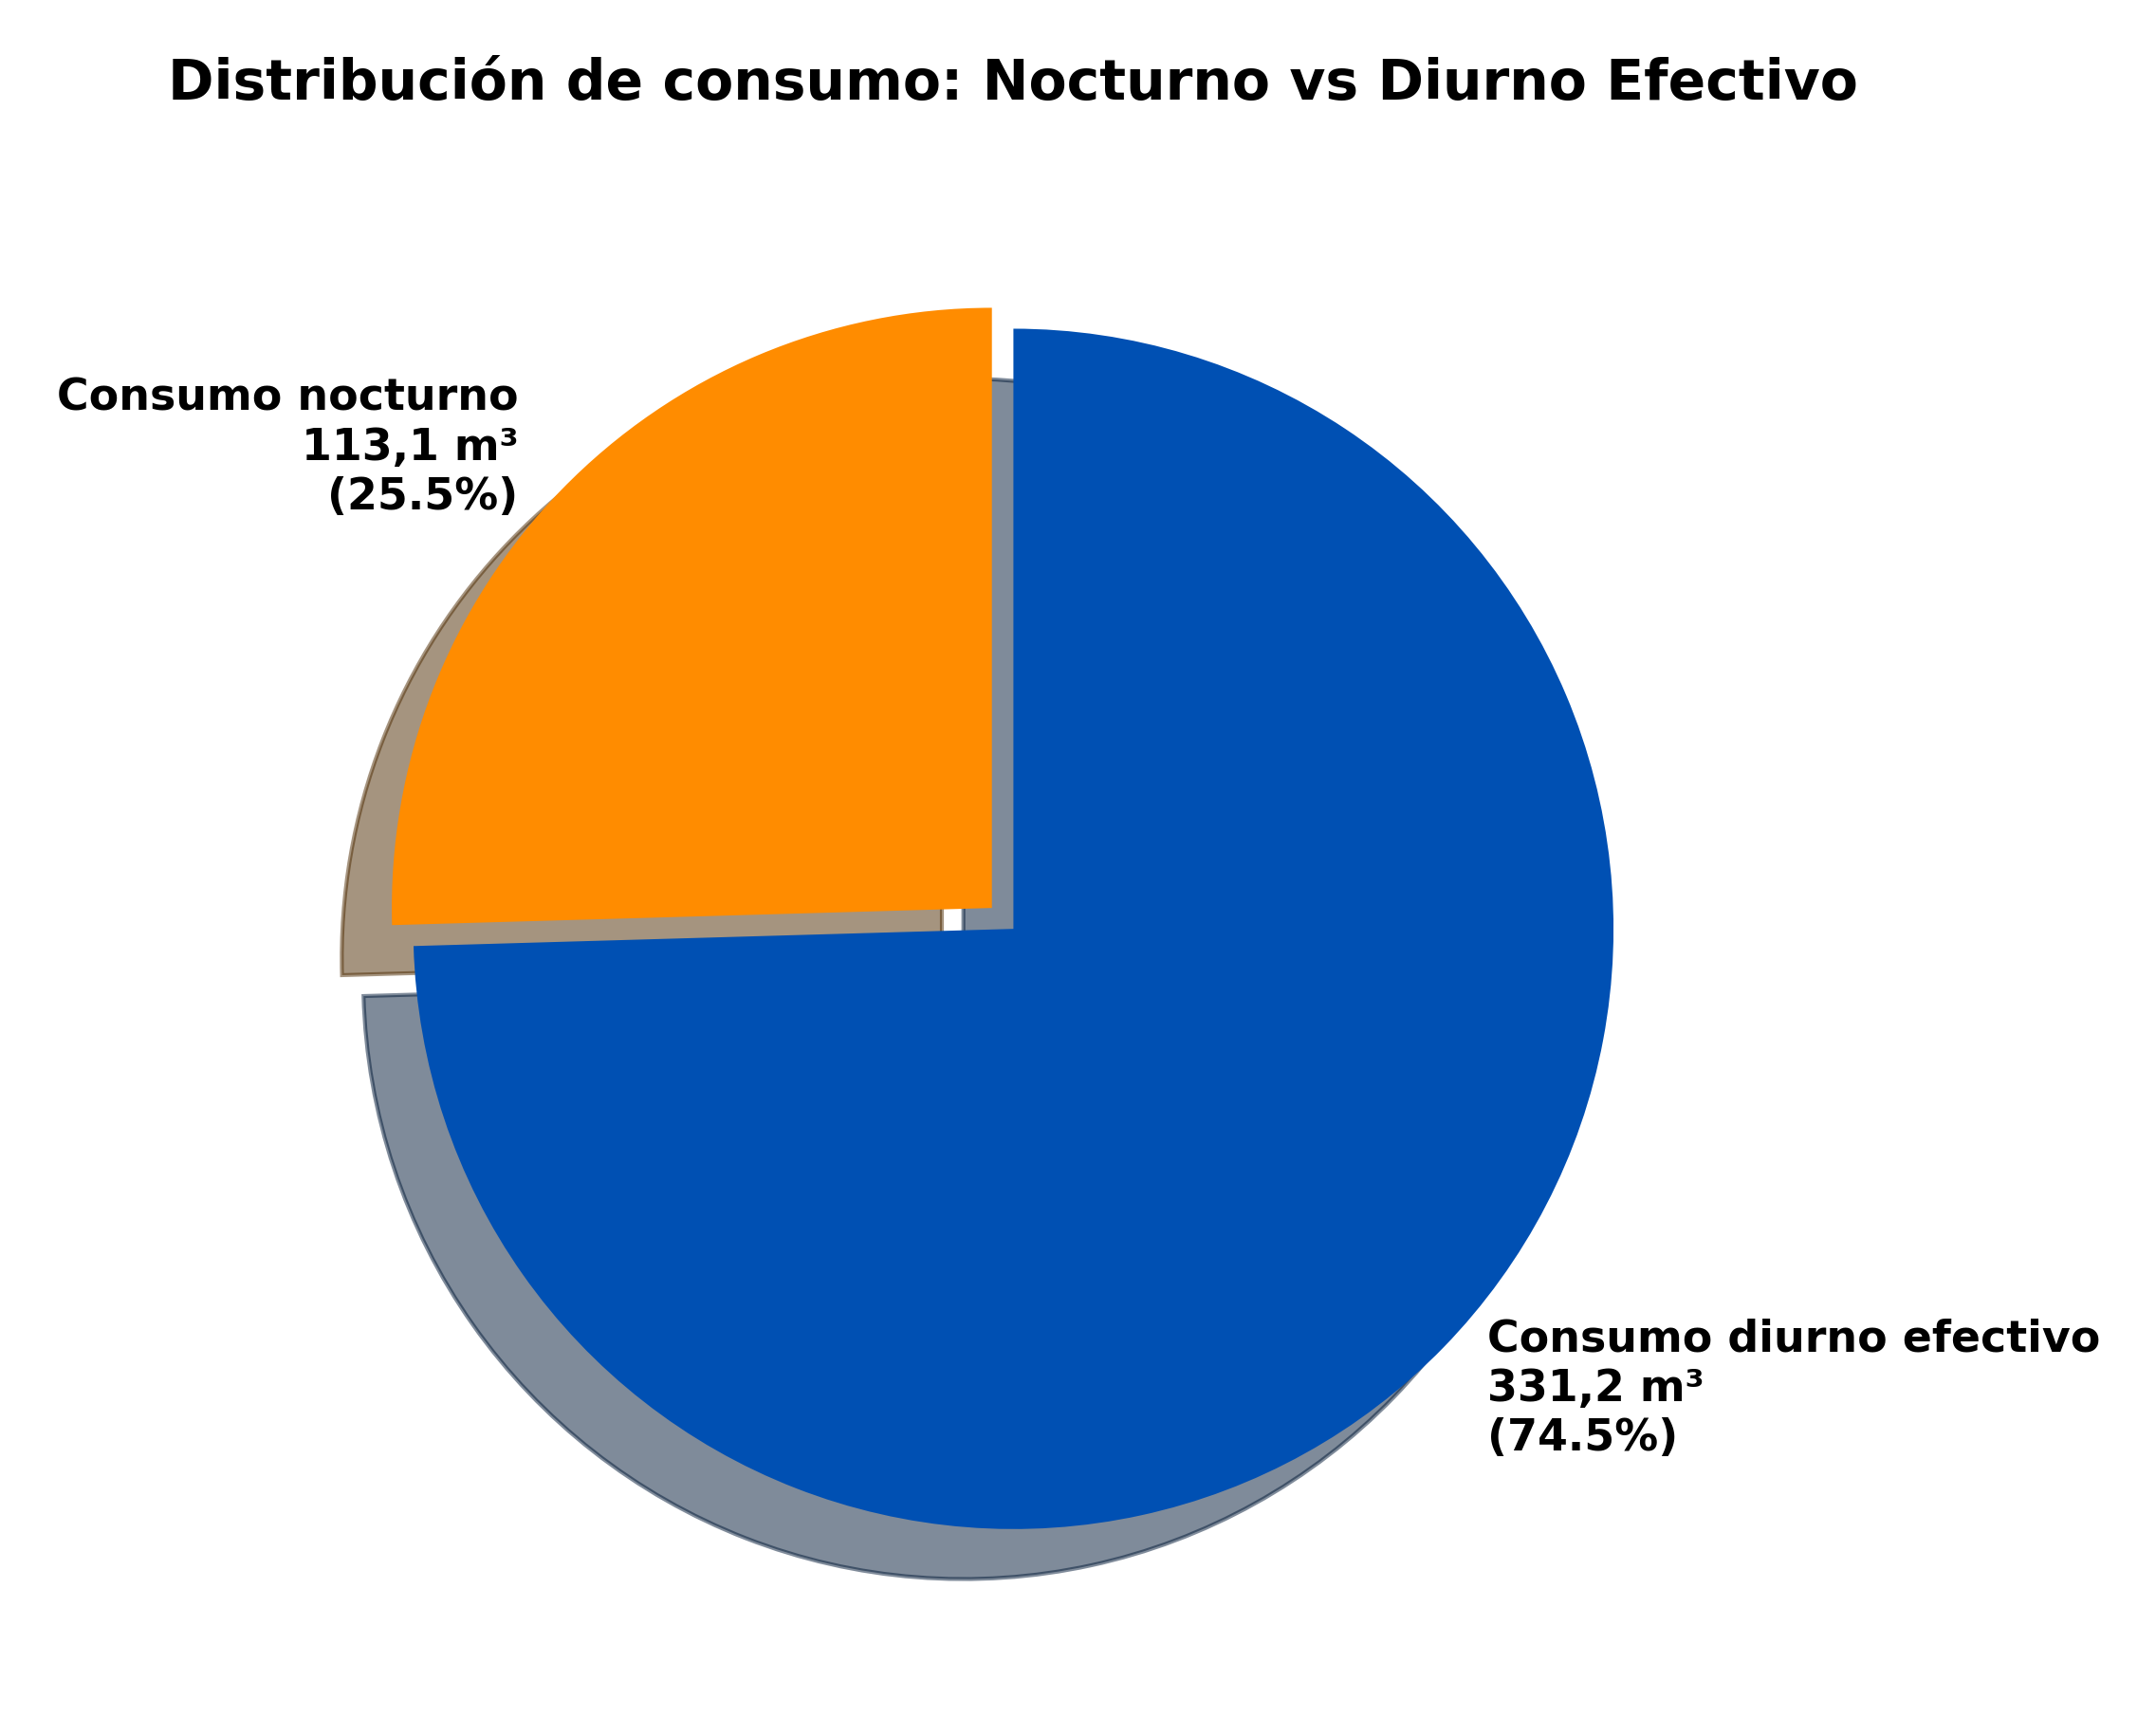 Distribución de consumo: Nocturno vs Diurno Efectivo
Consumo nocturno
113,1 m³
(25.5%)
Consumo diurno efectivo
331,2 m³
(74.5%)